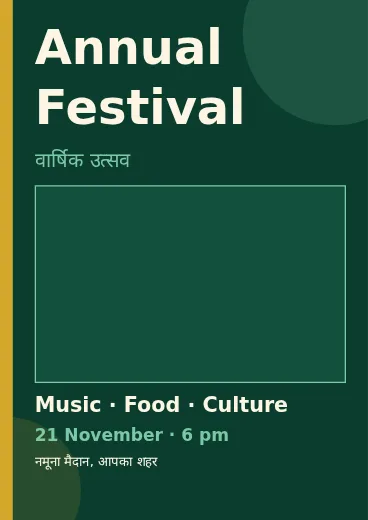 Annual
Festival
वार्षिक उत्सव
Music · Food · Culture
21 November · 6 pm
नमूना मैदान, आपका शहर